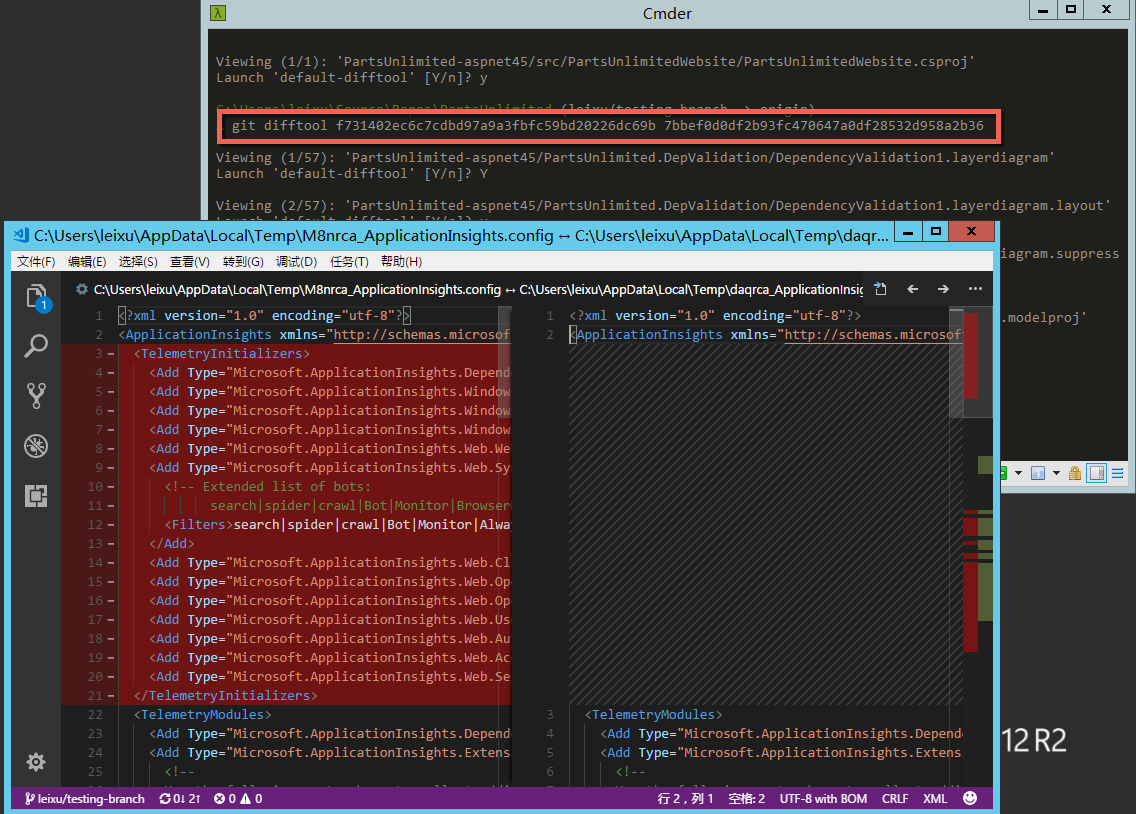 Cmder
Viewing (1/1): 'PartsUnlimited-aspnet45/src/PartsUnlimitedWebsite/PartsUnlimitedWebsite.csproj'
Launch 'default-difftool' [Y/n]? y
C:\Users\leixu\Source\Repos\PartsUnlimited (leixu/testing-branch -> origin)
git difftool f731402ec6c7cdbd97a9a3fbfc59bd20226dc69b 7bbef0d0df2b93fc470647a0df28532d958a2b36
Viewing (1/57): 'PartsUnlimited-aspnet45/PartsUnlimited.DepValidation/DependencyValidation1.layerdiagram'
Launch 'default-difftool' [Y/n]? Y
Viewing (2/57): 'PartsUnlimited-aspnet45/PartsUnlimited.DepValidation/DependencyValidation1.layerdiagram.layout'
Launch 'default-difftool' [Y/n]? y
iagram.suppress
.modelproj'
C:\Users\leixu\AppData\Local\Temp\M8nrca_ApplicationInsights.config ↔ C:\Users\leixu\AppData\Local\Temp\daqr...
文件(F) 编辑(E) 选择(S) 查看(V) 转到(G) 调试(D) 任务(T) 帮助(H)
1
C:\Users\leixu\AppData\Local\Temp\M8nrca_ApplicationInsights.config ↔ C:\Users\leixu\AppData\Local\Temp\daqrca_ApplicationInsig
1 <?xml version="1.0" encoding="utf-8"?>
2 <ApplicationInsights xmlns="http://schemas.microsof
3 - <TelemetryInitializers>
4 - <Add Type="Microsoft.ApplicationInsights.Depend
5 - <Add Type="Microsoft.ApplicationInsights.Window
6 - <Add Type="Microsoft.ApplicationInsights.Window
7 - <Add Type="Microsoft.ApplicationInsights.Window
8 - <Add Type="Microsoft.ApplicationInsights.Web.We
9 - <Add Type="Microsoft.ApplicationInsights.Web.Sy
10 - <!-- Extended list of bots:
11 - search|spider|crawl|Bot|Monitor|Browser
12 - <Filters>search|spider|crawl|Bot|Monitor|Alwa
13 - </Add>
14 - <Add Type="Microsoft.ApplicationInsights.Web.Cl
15 - <Add Type="Microsoft.ApplicationInsights.Web.Op
16 - <Add Type="Microsoft.ApplicationInsights.Web.Op
17 - <Add Type="Microsoft.ApplicationInsights.Web.Us
18 - <Add Type="Microsoft.ApplicationInsights.Web.Au
19 - <Add Type="Microsoft.ApplicationInsights.Web.Ac
20 - <Add Type="Microsoft.ApplicationInsights.Web.Se
21 - </TelemetryInitializers>
22 <TelemetryModules>
23 <Add Type="Microsoft.ApplicationInsights.Depend
24 <Add Type="Microsoft.ApplicationInsights.Extens
25 <!--
1 <?xml version="1.0" encoding="utf-8"?>
2 <ApplicationInsights xmlns="http://schemas.microsof
3 <TelemetryModules>
4 <Add Type="Microsoft.ApplicationInsights.Depend
5 <Add Type="Microsoft.ApplicationInsights.Extens
6 <!--
leixu/testing-branch 0↓ 2↑ 0 0 行 2，列 1 空格: 2 UTF-8 with BOM CRLF XML
12 R2